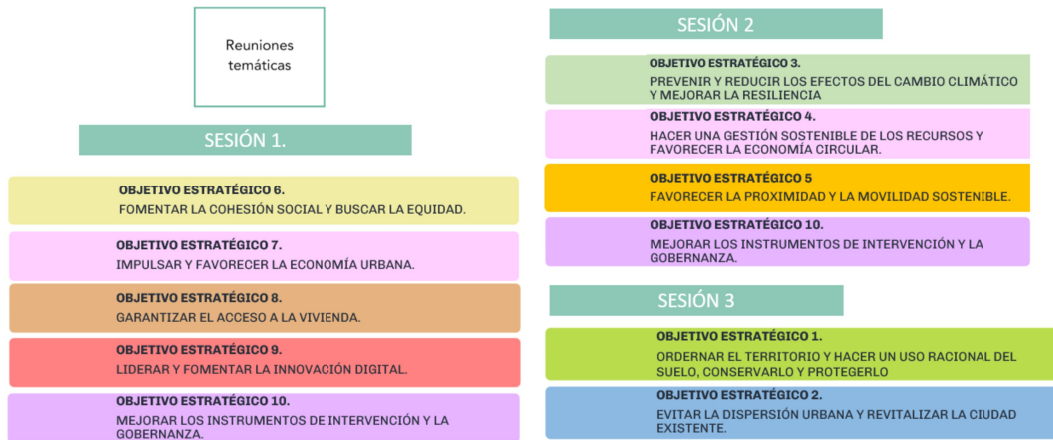 Reuniones
temáticas
SESIÓN 1.
OBJETIVO ESTRATÉGICO 6.
FOMENTAR LA COHESIÓN SOCIAL Y BUSCAR LA EQUIDAD.
OBJETIVO ESTRATÉGICO 7.
IMPULSAR Y FAVORECER LA ECONOMÍA URBANA.
OBJETIVO ESTRATÉGICO 8.
GARANTIZAR EL ACCESO A LA VIVIENDA.
OBJETIVO ESTRATÉGICO 9.
LIDERAR Y FOMENTAR LA INNOVACIÓN DIGITAL.
OBJETIVO ESTRATÉGICO 10.
MEJORAR LOS INSTRUMENTOS DE INTERVENCIÓN Y LA
GOBERNANZA.
SESIÓN 2
OBJETIVO ESTRATÉGICO 3.
PREVENIR Y REDUCIR LOS EFECTOS DEL CAMBIO CLIMÁTICO
Y MEJORAR LA RESILIENCIA
OBJETIVO ESTRATÉGICO 4.
HACER UNA GESTIÓN SOSTENIBLE DE LOS RECURSOS Y
FAVORECER LA ECONOMÍA CIRCULAR.
OBJETIVO ESTRATÉGICO 5
FAVORECER LA PROXIMIDAD Y LA MOVILIDAD SOSTENIBLE.
OBJETIVO ESTRATÉGICO 10.
MEJORAR LOS INSTRUMENTOS DE INTERVENCIÓN Y LA
GOBERNANZA.
SESIÓN 3
OBJETIVO ESTRATÉGICO 1.
ORDERNAR EL TERRITORIO Y HACER UN USO RACIONAL DEL
SUELO, CONSERVARLO Y PROTEGERLO
OBJETIVO ESTRATÉGICO 2.
EVITAR LA DISPERSIÓN URBANA Y REVITALIZAR LA CIUDAD
EXISTENTE.